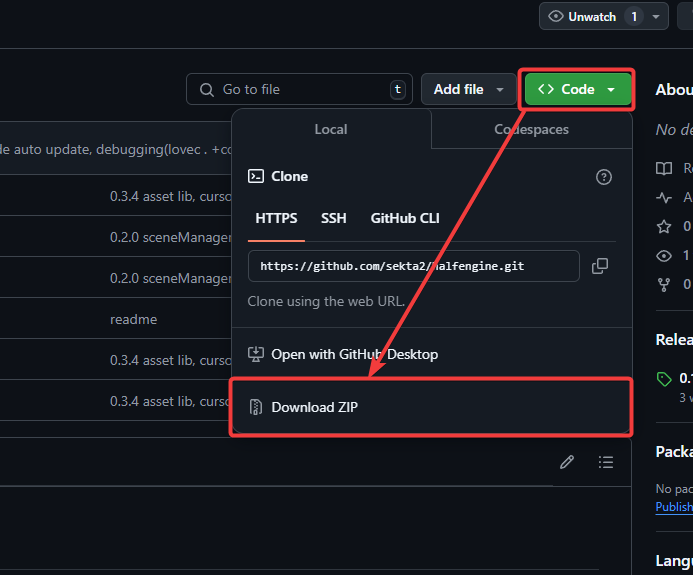 Unwatch 1
Go to file t
Add file
Code
Abou
No de
Local
Codespaces
de auto update, debugging(lovec . +co
Clone
Re
A
0.3.4 asset lib, curso
HTTPS SSH GitHub CLI
0
0.2.0 sceneManager
1
https://github.com/sekta2/halfengine.git
0
0.2.0 sceneManager
Clone using the web URL.
readme
Relea
Open with GitHub Desktop
0.3.4 asset lib, curso
0.1
3 w
0.3.4 asset lib, curso
Download ZIP
Packa
No pac
Publish
Langu